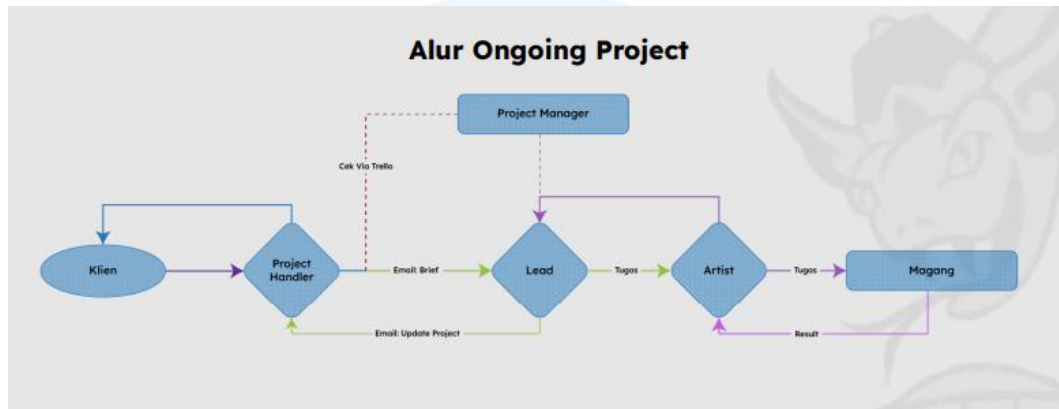 Alur Ongoing Project
Project Manager
Cek Via Trello
Klien
Project
Handler
Email: Brief
Lead
Tugas
Artist
Tugas
Magang
Email: Update Project
Result